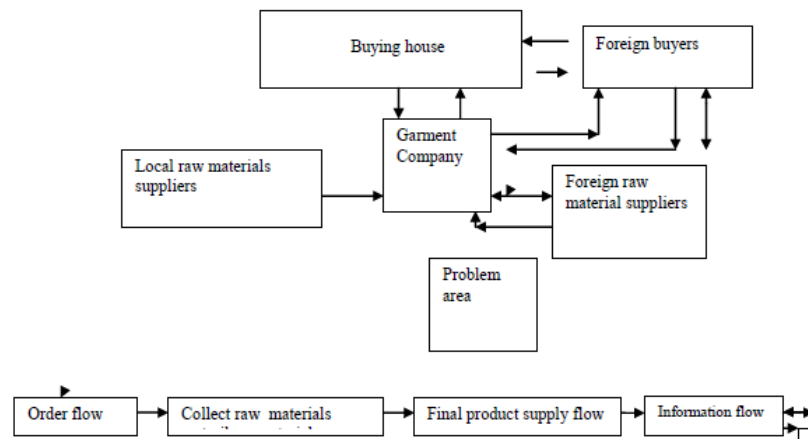 Buying house
Foreign buyers
Garment
Company
Local raw materials
suppliers
Foreign raw
material suppliers
Problem
area
Order flow
Collect raw materials
Final product supply flow
Information flow